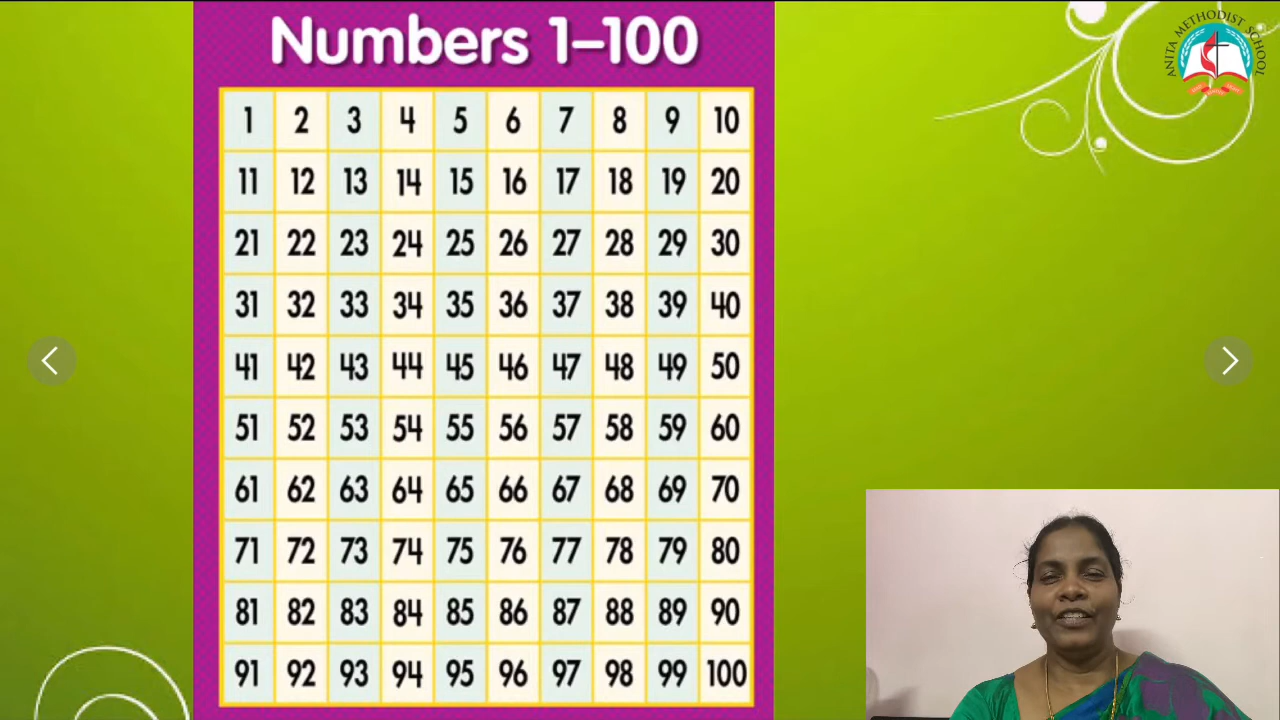 Numbers 1–100
1 2 3 4 5 6 7 8 9 10
11 12 13 14 15 16 17 18 19 20
21 22 23 24 25 26 27 28 29 30
31 32 33 34 35 36 37 38 39 40
41 42 43 44 45 46 47 48 49 50
51 52 53 54 55 56 57 58 59 60
61 62 63 64 65 66 67 68 69 70
71 72 73 74 75 76 77 78 79 80
81 82 83 84 85 86 87 88 89 90
91 92 93 94 95 96 97 98 99 100
ANITA METHODIST SCHOOL